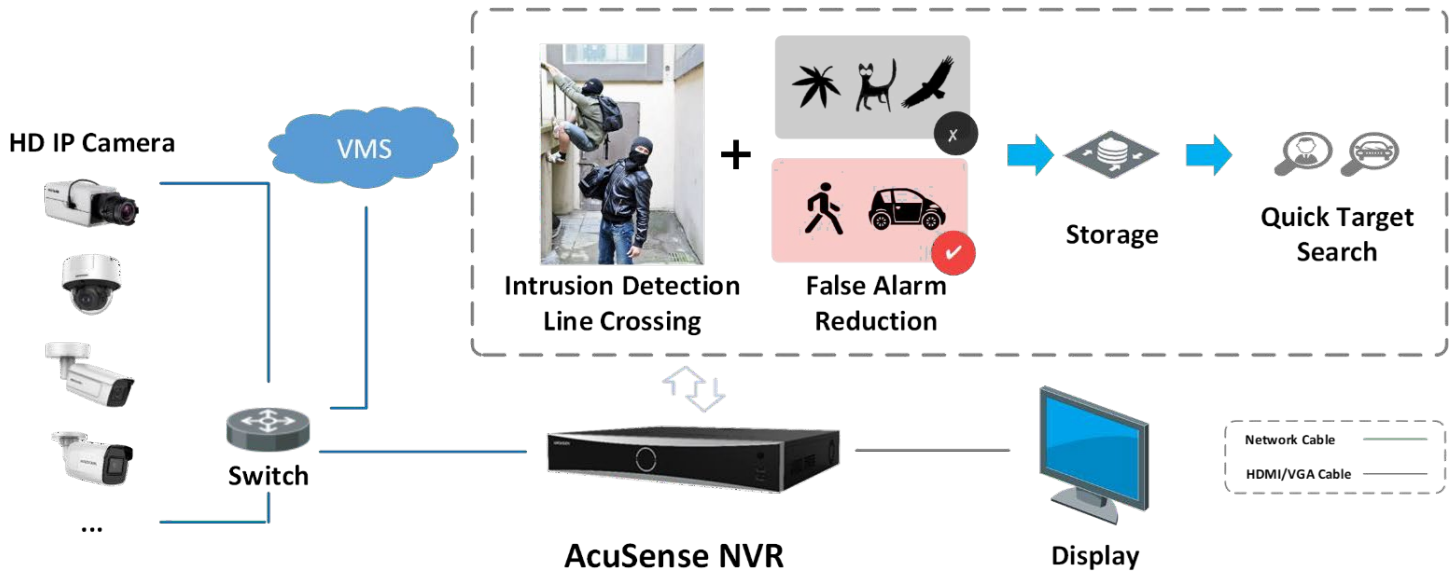 HD IP Camera
VMS
X
Intrusion Detection
Line Crossing
+
False Alarm
Reduction
Storage
Quick Target
Search
Switch
...
AcuSense NVR
Display
Network Cable
HDMI/VGA Cable